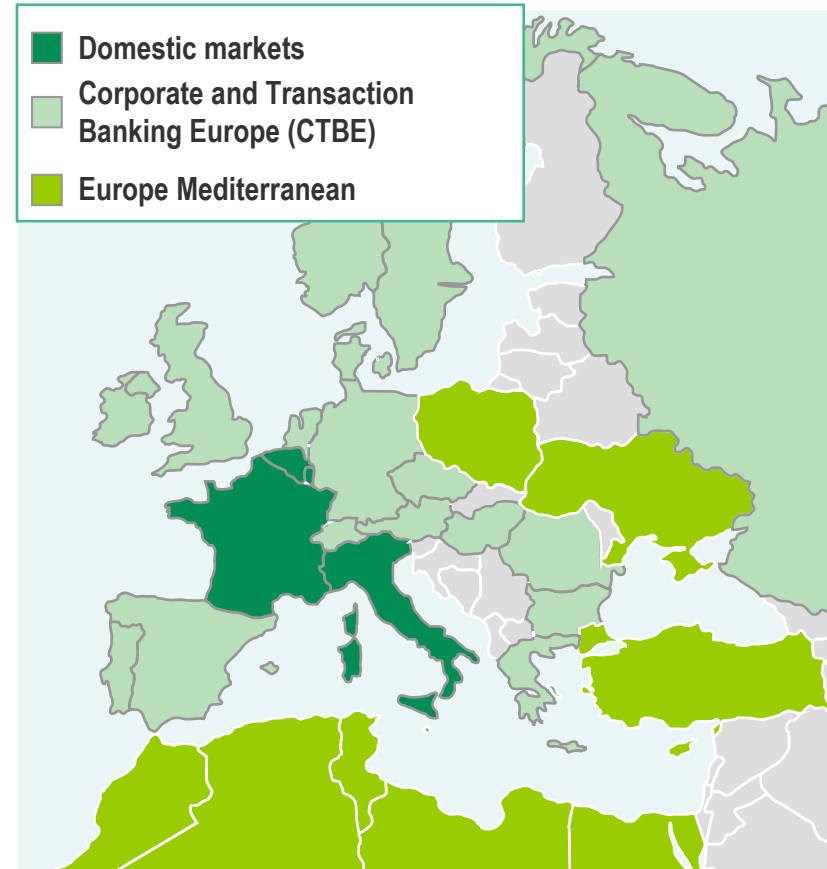 Domestic markets
Corporate and Transaction
Banking Europe (CTBE)
Europe Mediterranean